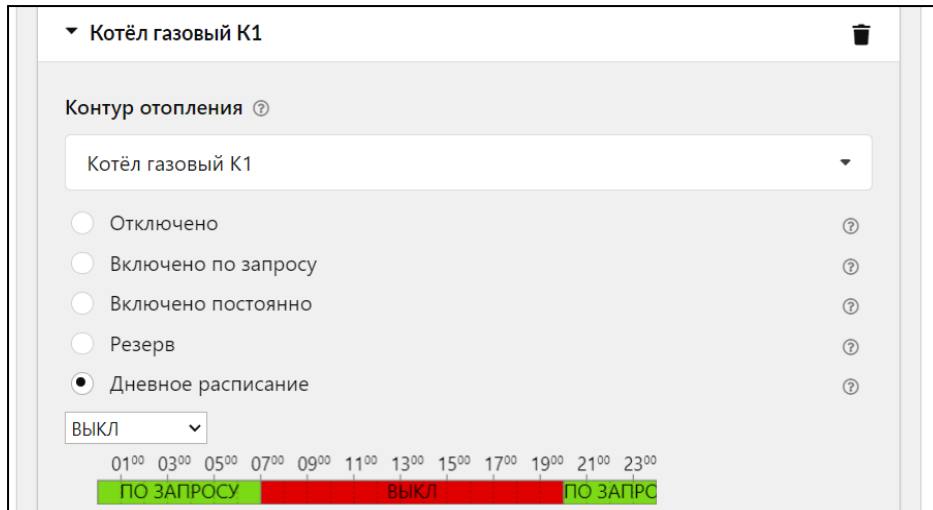 Котёл газовый К1
Контур отопления ?
Котёл газовый К1
Отключено ?
Включено по запросу ?
Включено постоянно ?
Резерв ?
Дневное расписание ?
ВЫКЛ
01⁰⁰ 03⁰⁰ 05⁰⁰ 07⁰⁰ 09⁰⁰ 11⁰⁰ 13⁰⁰ 15⁰⁰ 17⁰⁰ 19⁰⁰ 21⁰⁰ 23⁰⁰
ПО ЗАПРОСУ ВЫКЛ ПО ЗАПРС